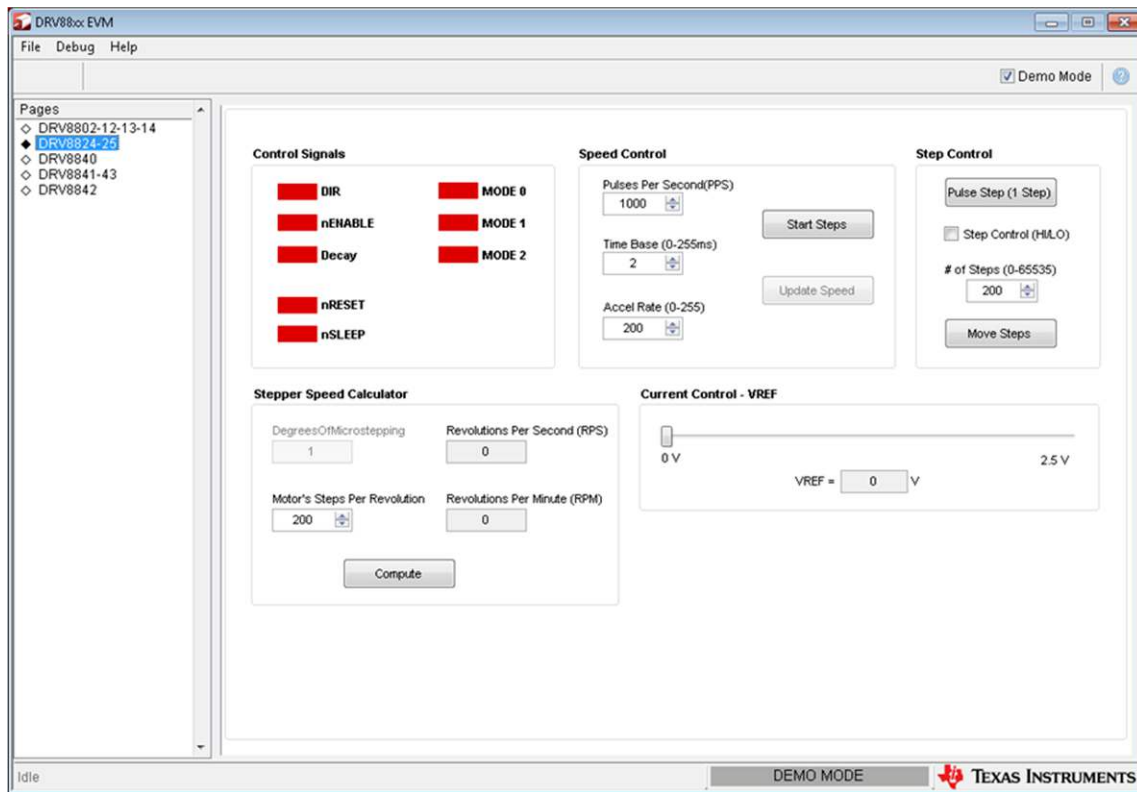 DRV88xx EVM
File Debug Help
Demo Mode
Pages
DRV8802-12-13-14
DRV8824-25
DRV8840
DRV8841-43
DRV8842
Control Signals
DIR
MODE 0
nENABLE
MODE 1
Decay
MODE 2
nRESET
nSLEEP
Speed Control
Pulses Per Second(PPS)
1000
Start Steps
Time Base (0-255ms)
2
Update Speed
Accel Rate (0-255)
200
Step Control
Pulse Step (1 Step)
Step Control (HI/LO)
# of Steps (0-65535)
200
Move Steps
Stepper Speed Calculator
DegreesOfMicrostepping
1
Revolutions Per Second (RPS)
0
Motor's Steps Per Revolution
200
Revolutions Per Minute (RPM)
0
Compute
Current Control - VREF
0 V
2.5 V
VREF = 0 V
Idle
DEMO MODE
TEXAS INSTRUMENTS